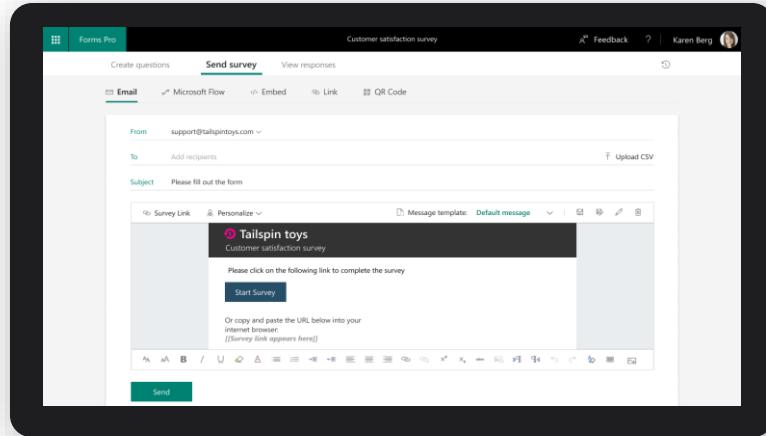 Forms Pro Customer satisfaction survey Feedback ? Karen Berg
Create questions Send survey View responses
Email Microsoft Flow Embed Link QR Code
From support@tailspintoys.com
To Add recipients Upload CSV
Subject Please fill out the form
Survey Link Personalize Message template: Default message
Tailspin toys
Customer satisfaction survey
Please click on the following link to complete the survey
Start Survey
Or copy and paste the URL below into your
internet browser:
[[Survey link appears here]]
Send